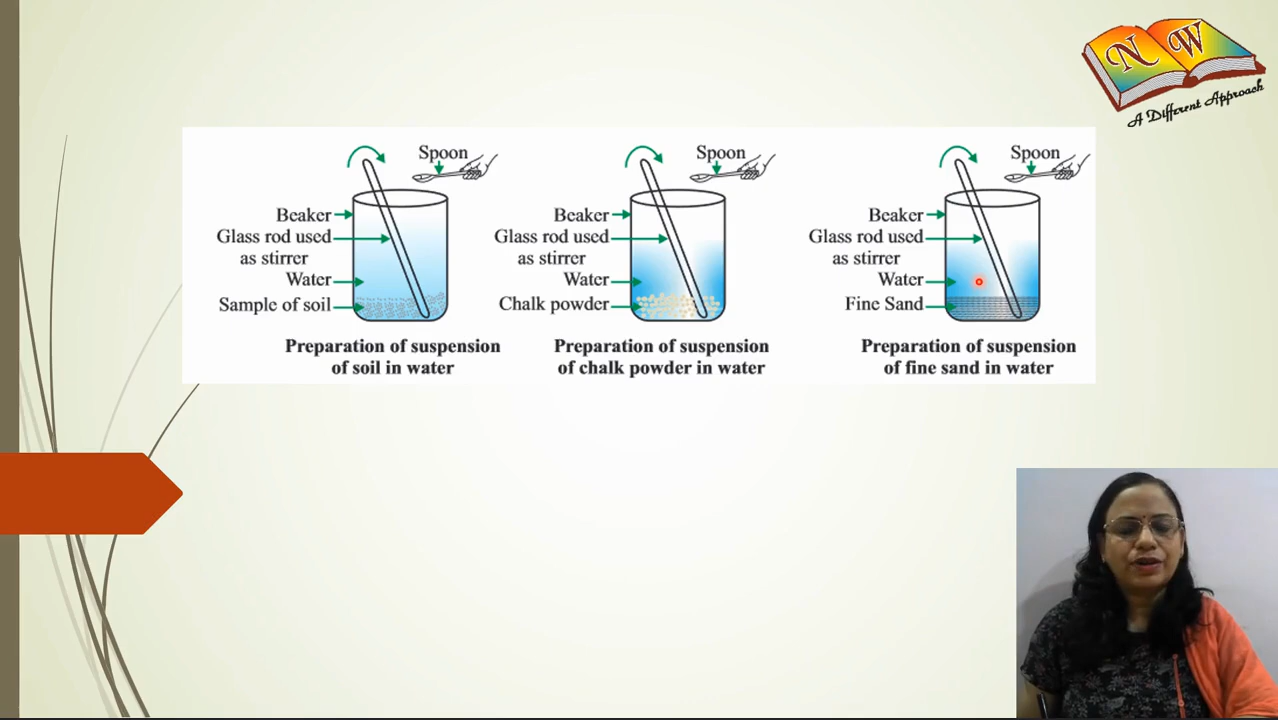 N W
A Different Approach
Spoon
Beaker
Glass rod used
as stirrer
Water
Sample of soil
Preparation of suspension
of soil in water
Spoon
Beaker
Glass rod used
as stirrer
Water
Chalk powder
Preparation of suspension
of chalk powder in water
Spoon
Beaker
Glass rod used
as stirrer
Water
Fine Sand
Preparation of suspension
of fine sand in water